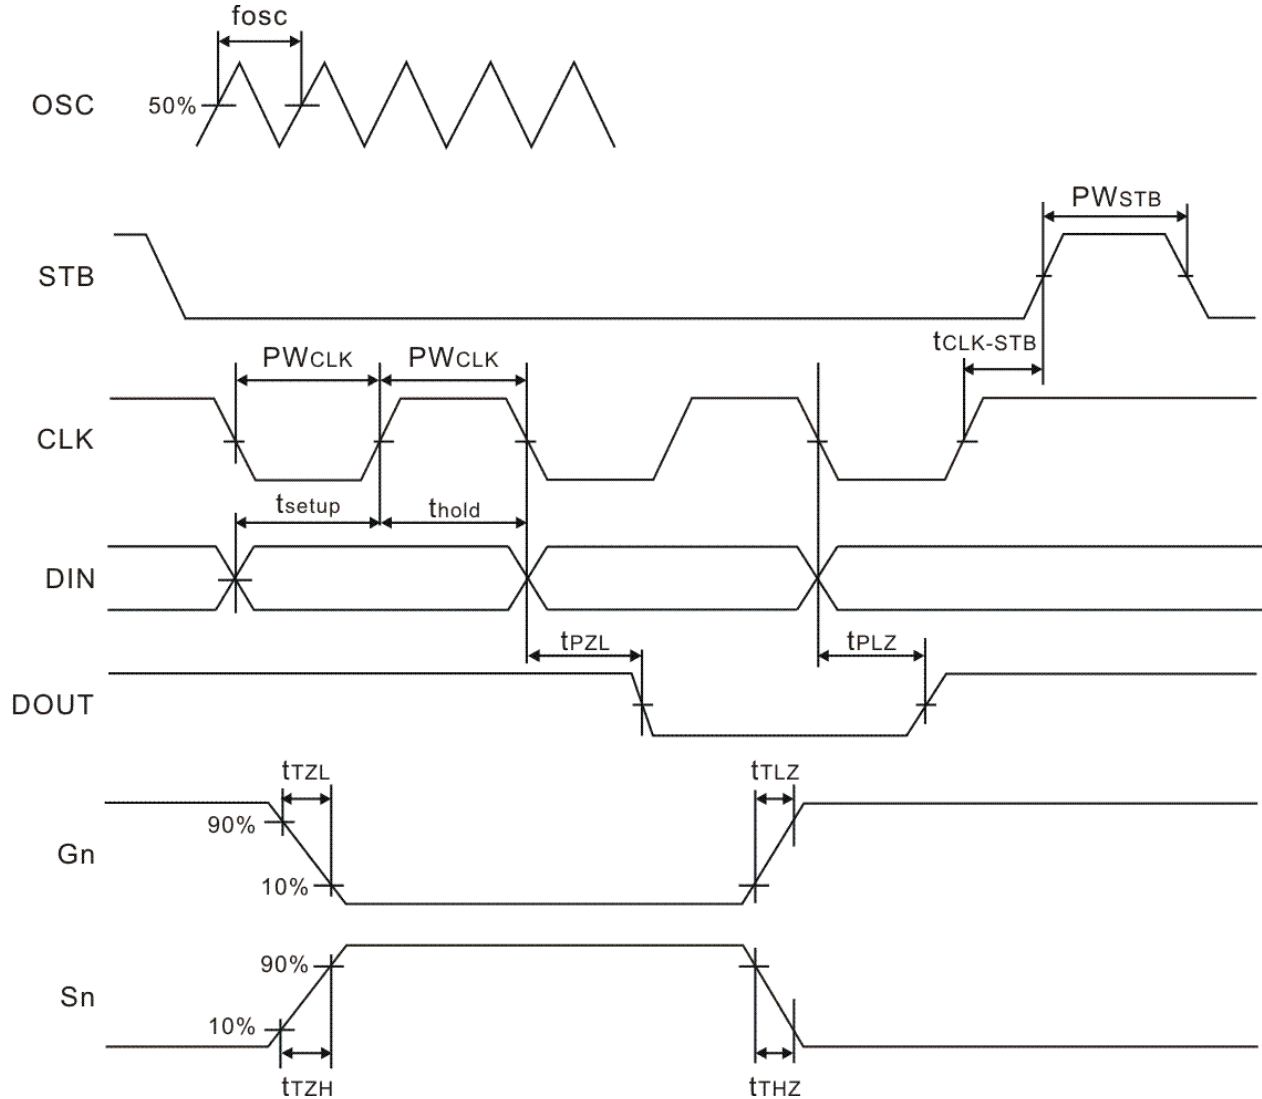 fosc
OSC
50%
PWSTB
STB
tCLK-STB
PWCLK
PWCLK
CLK
tsetup
thold
DIN
tPZL
tPLZ
DOUT
tTZL
tTLZ
90%
Gn
10%
90%
Sn
10%
tTZH
tTHZ